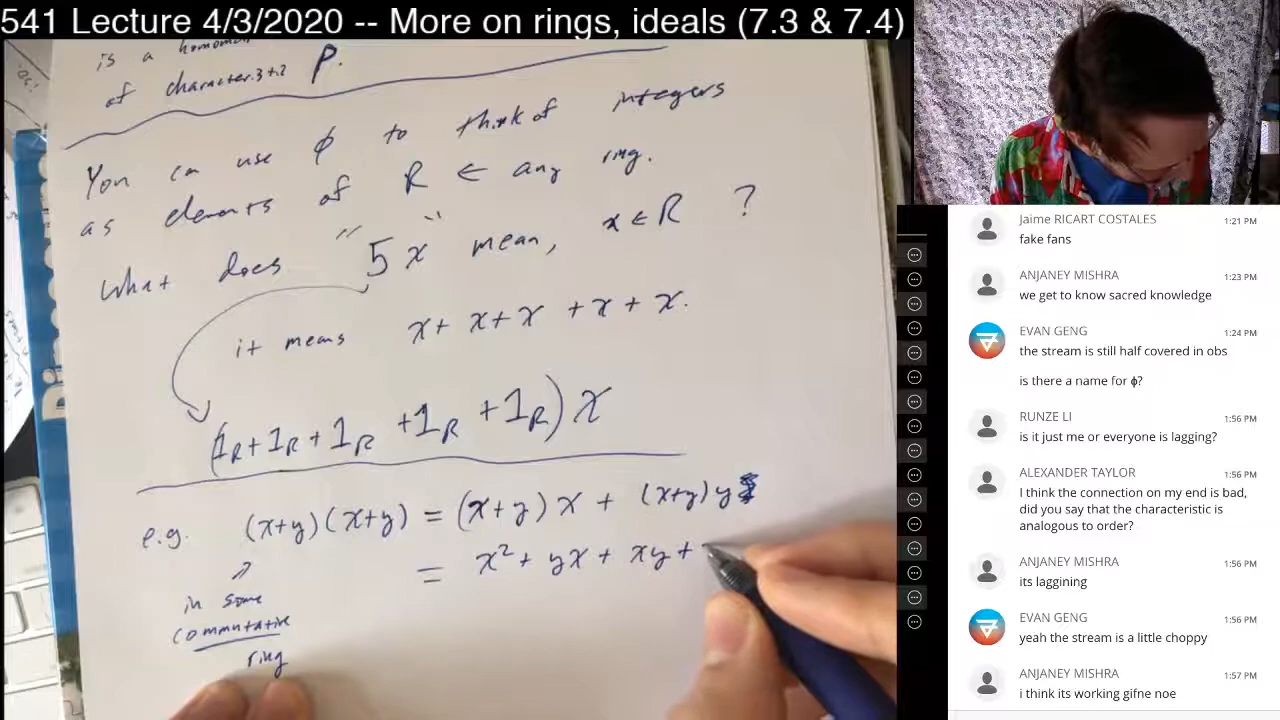 541 Lecture 4/3/2020 -- More on rings, ideals (7.3 & 7.4)
is a
of characteristic p.
You can use ϕ to think of integers
as elements of R ← any ring.
What does "5x" mean, x ∈ R ?
it means x + x + x + x + x.
(1R + 1R + 1R + 1R + 1R) x
e.g. (x+y)(x+y) = (x+y)x + (x+y)y
= x² + yx + xy +
in some
commutative
ring
Jaime RICART COSTALES 1:21 PM
fake fans
ANJANEY MISHRA 1:23 PM
we get to know sacred knowledge
EVAN GENG 1:24 PM
the stream is still half covered in obs
is there a name for ϕ?
RUNZE LI 1:56 PM
is it just me or everyone is lagging?
ALEXANDER TAYLOR 1:56 PM
I think the connection on my end is bad,
did you say that the characteristic is
analogous to order?
ANJANEY MISHRA 1:56 PM
its laggining
EVAN GENG 1:56 PM
yeah the stream is a little choppy
ANJANEY MISHRA 1:57 PM
i think its working gifne noe